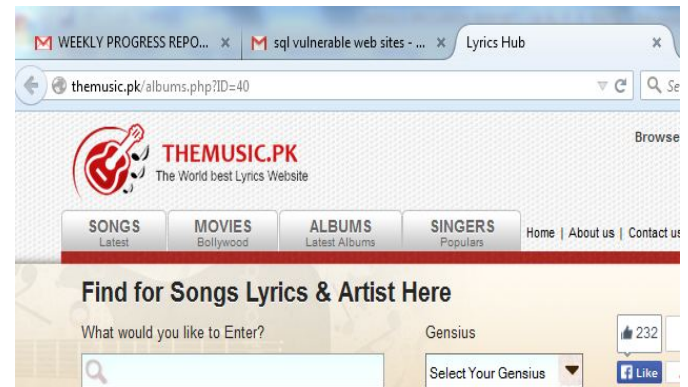 WEEKLY PROGRESS REPO... × sql vulnerable web sites - ... × Lyrics Hub ×
themusic.pk/albums.php?ID=40
Browse
THEMUSIC.PK
The World best Lyrics Website
SONGS MOVIES ALBUMS SINGERS
Latest Bollywood Latest Albums Populars
Home | About us | Contact us
Find for Songs Lyrics & Artist Here
What would you like to Enter? Gensius
232
Select Your Gensius
Like